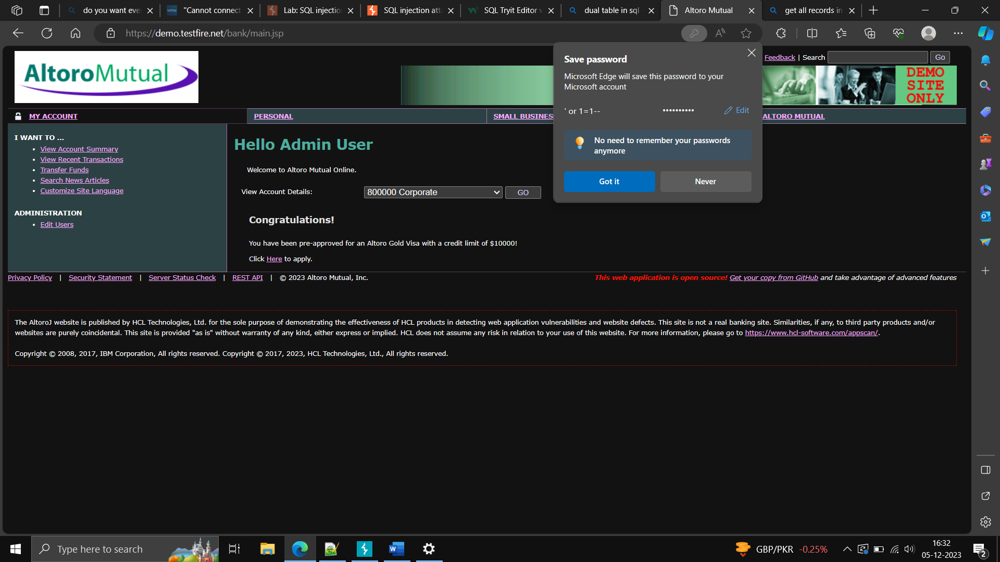 do you want eve
"Cannot connect
Lab: SQL injectio
SQL injection atta
SQL Tryit Editor v
dual table in sql
Altoro Mutual
get all records in
https://demo.testfire.net/bank/main.jsp
AltoroMutual
Feedback | Search Go
DEMO
SITE
ONLY
Save password
Microsoft Edge will save this password to your
Microsoft account
' or 1=1-- •••••••••• Edit
No need to remember your passwords
anymore
Got it Never
MY ACCOUNT PERSONAL SMALL BUSINES ALTORO MUTUAL
I WANT TO ...
• View Account Summary
• View Recent Transactions
• Transfer Funds
• Search News Articles
• Customize Site Language
ADMINISTRATION
• Edit Users
Hello Admin User
Welcome to Altoro Mutual Online.
View Account Details: 800000 Corporate GO
Congratulations!
You have been pre-approved for an Altoro Gold Visa with a credit limit of $10000!
Click Here to apply.
Privacy Policy | Security Statement | Server Status Check | REST API | © 2023 Altoro Mutual, Inc.
This web application is open source! Get your copy from GitHub and take advantage of advanced features
The AltoroJ website is published by HCL Technologies, Ltd. for the sole purpose of demonstrating the effectiveness of HCL products in detecting web application vulnerabilities and website defects. This site is not a real banking site. Similarities, if any, to third party products and/or
websites are purely coincidental. This site is provided "as is" without warranty of any kind, either express or implied. HCL does not assume any risk in relation to your use of this website. For more information, please go to https://www.hcl-software.com/appscan/.
Copyright © 2008, 2017, IBM Corporation, All rights reserved. Copyright © 2017, 2023, HCL Technologies, Ltd., All rights reserved.
Type here to search
GBP/PKR -0.25%
16:32
05-12-2023
2